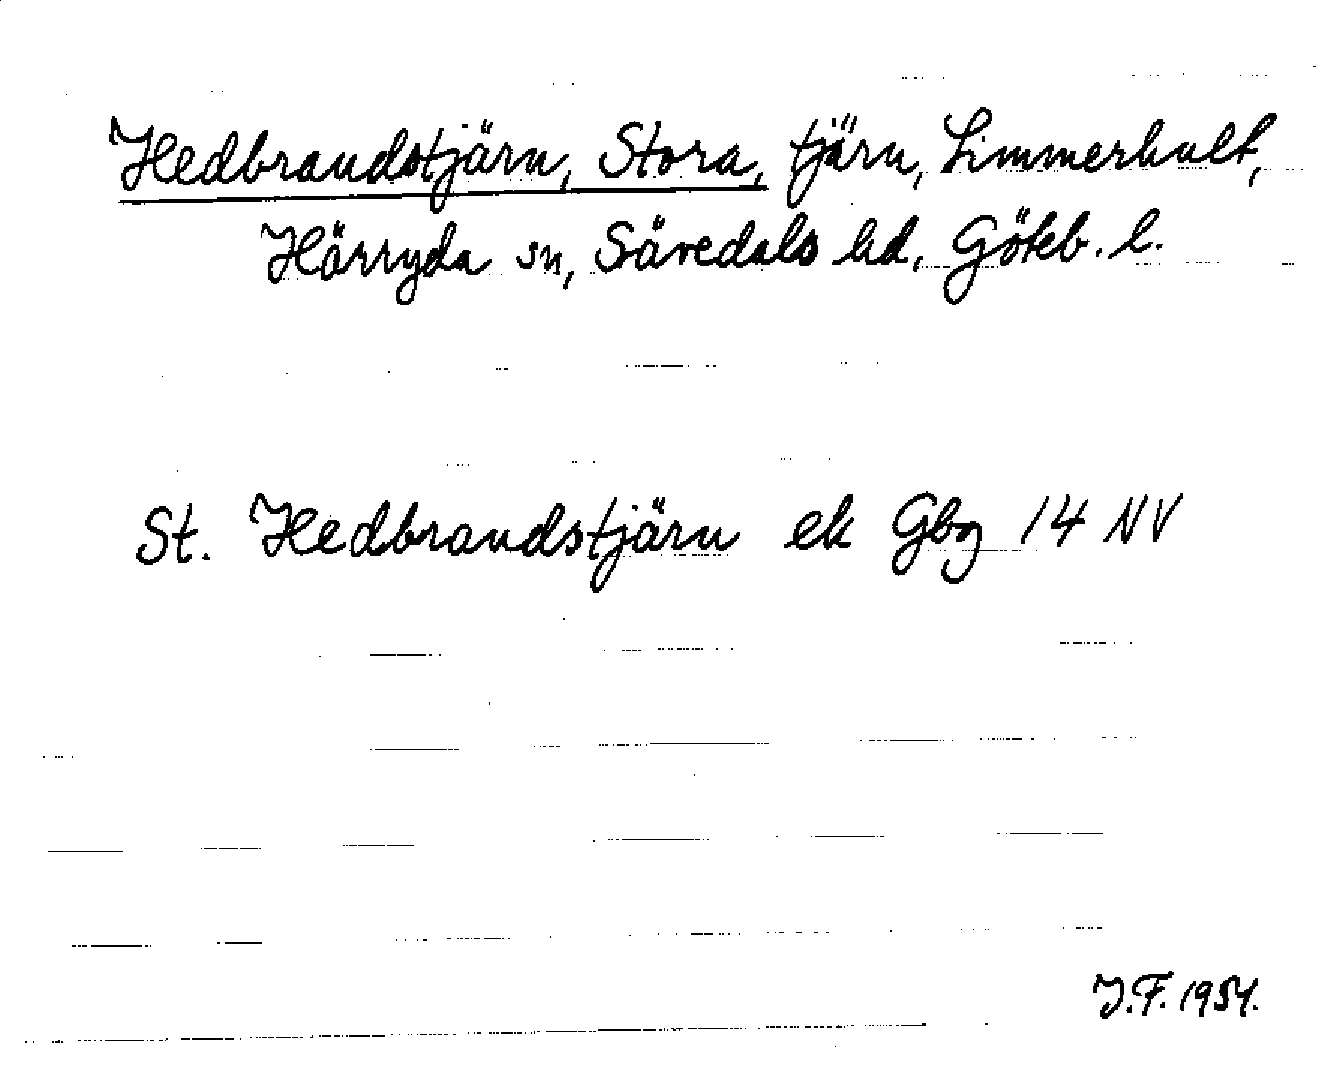 Hedbrandstjärn, Stora, tjärn, Limmerhult,
Härryda sn, Sävedals hd, Göteb. l.
St. Hedbrandstjärn ek Gbg 14 NV
J.F. 1954.